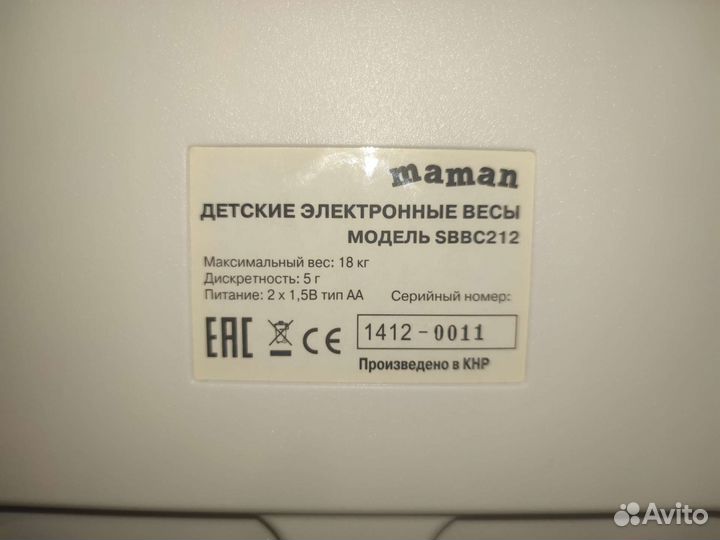 maman
ДЕТСКИЕ ЭЛЕКТРОННЫЕ ВЕСЫ
МОДЕЛЬ SBBC212
Максимальный вес: 18 кг
Дискретность: 5 г
Питание: 2 x 1,5В тип АА
Серийный номер:
EAC CE
1412-0011
Произведено в КНР
Avito